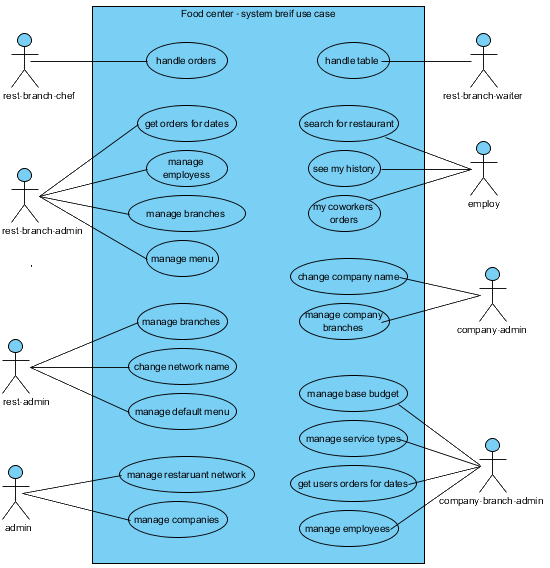 Food center - system breif use case
handle orders
handle table
rest-branch-chef
rest-branch-waiter
get orders for dates
search for restaurant
manage
employess
see my history
manage branches
my coworkers
orders
rest-branch-admin
employ
manage menu
change company name
manage branches
manage company
branches
company-admin
change network name
rest-admin
manage default menu
manage base budget
manage service types
manage restaruant network
get users orders for dates
company-branch-admin
admin
manage companies
manage employees